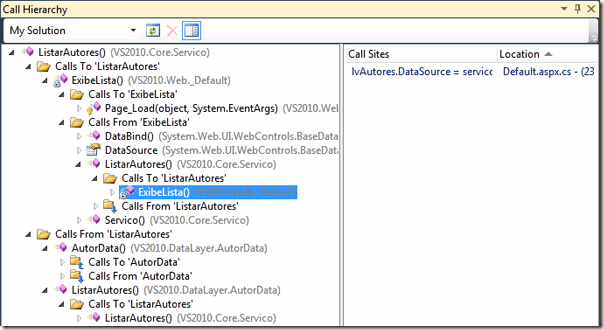 Call Hierarchy
My Solution
ListarAutores() (VS2010.Core.Servico)
Calls To 'ListarAutores'
ExibeLista() (VS2010.Web._Default)
Calls To 'ExibeLista'
Page_Load(object, System.EventArgs)
Calls From 'ExibeLista'
DataBind() (System.Web.UI.WebControls.BaseData
DataSource (System.Web.UI.WebControls.BaseData
ListarAutores() (VS2010.Core.Servico)
Calls To 'ListarAutores'
ExibeLista() (VS2010.Web._Default)
Calls From 'ListarAutores'
Servico() (VS2010.Core.Servico)
Calls From 'ListarAutores'
AutorData() (VS2010.DataLayer.AutorData)
Calls To 'AutorData'
Calls From 'AutorData'
ListarAutores() (VS2010.DataLayer.AutorData)
Calls To 'ListarAutores'
ListarAutores() (VS2010.Core.Servico)
Call Sites Location
lvAutores.DataSource = servicc Default.aspx.cs - (23